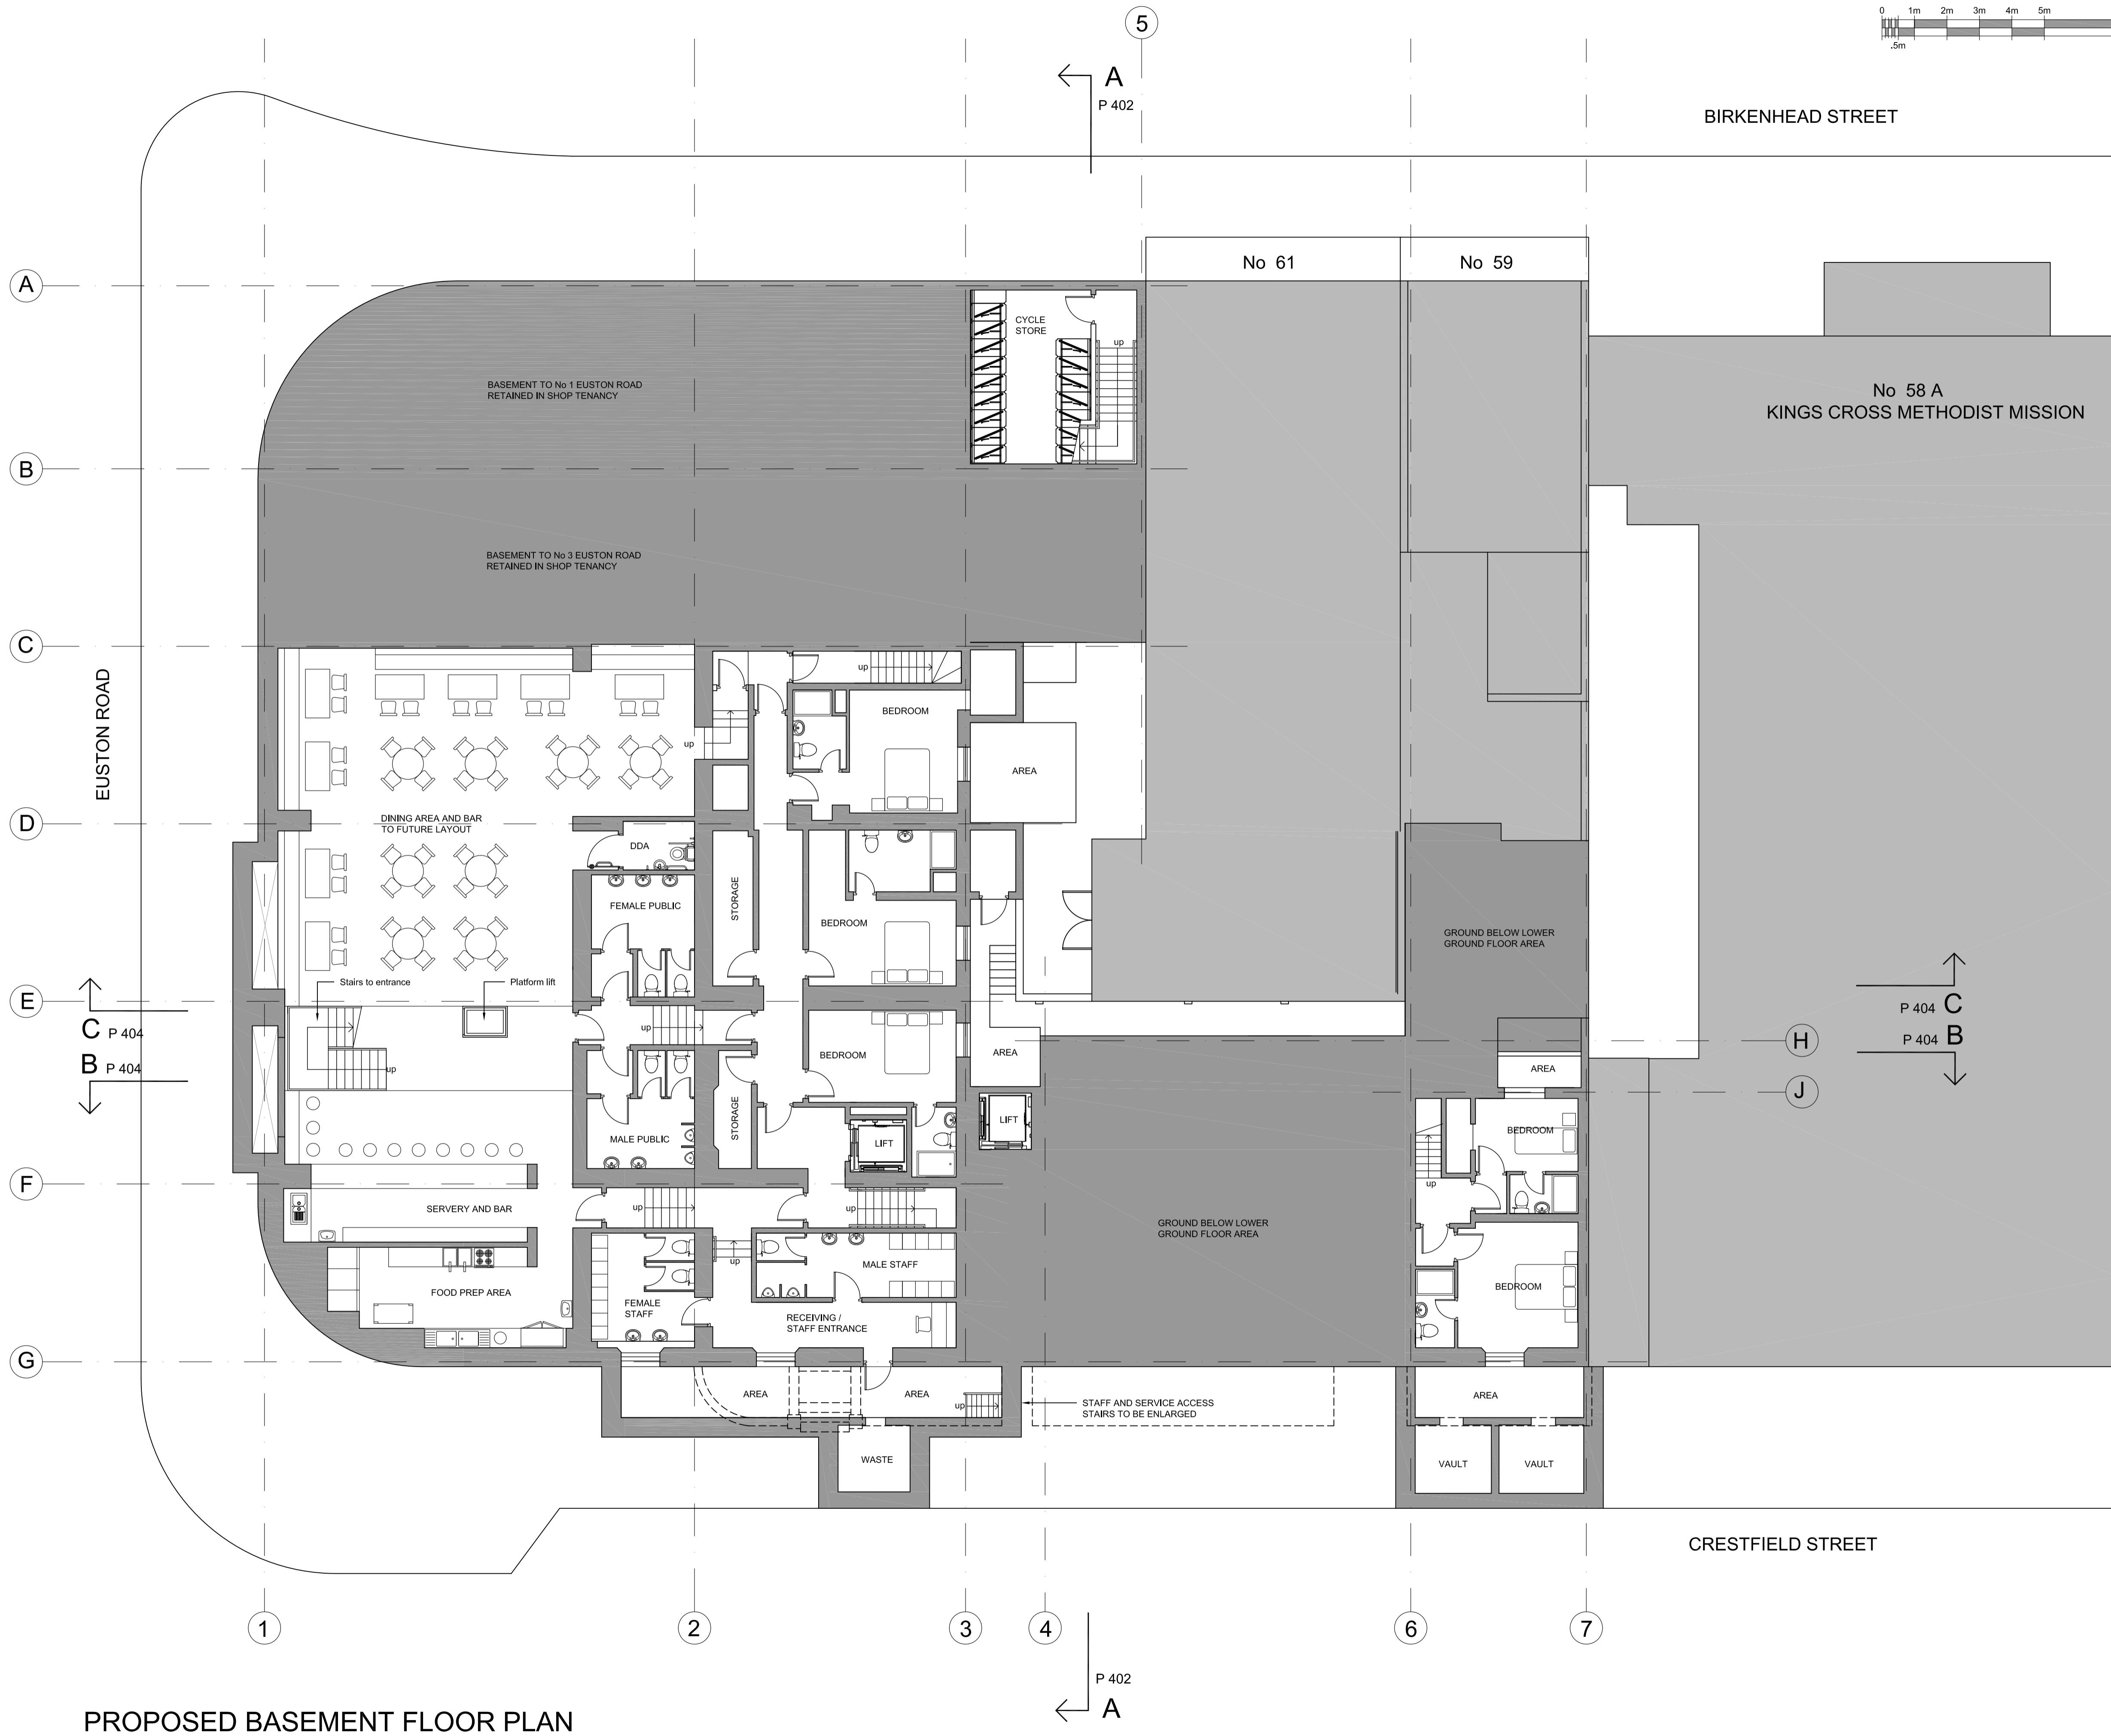 0 1m 2m 3m 4m 5m
.5m
5
A
P 402
BIRKENHEAD STREET
No 61
No 59
A
CYCLE
STORE
up
BASEMENT TO No 1 EUSTON ROAD
RETAINED IN SHOP TENANCY
No 58 A
KINGS CROSS METHODIST MISSION
B
BASEMENT TO No 3 EUSTON ROAD
RETAINED IN SHOP TENANCY
C
EUSTON ROAD
up
BEDROOM
up
AREA
D
DINING AREA AND BAR
TO FUTURE LAYOUT
DDA
STORAGE
FEMALE PUBLIC
BEDROOM
GROUND BELOW LOWER
GROUND FLOOR AREA
Stairs to entrance
Platform lift
E
C P 404
B P 404
up
up
BEDROOM
AREA
P 404 C
P 404 B
H
AREA
J
STORAGE
MALE PUBLIC
LIFT
LIFT
BEDROOM
F
up
SERVERY AND BAR
up
up
GROUND BELOW LOWER
GROUND FLOOR AREA
up
MALE STAFF
FOOD PREP AREA
BEDROOM
FEMALE
STAFF
RECEIVING /
STAFF ENTRANCE
G
AREA
AREA
up
STAFF AND SERVICE ACCESS
STAIRS TO BE ENLARGED
AREA
WASTE
VAULT
VAULT
CRESTFIELD STREET
1
2
3
4
6
7
P 402
A
PROPOSED BASEMENT FLOOR PLAN